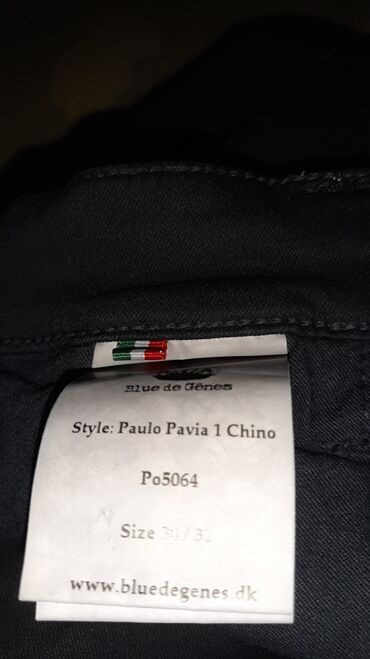 Blue de Gênes
Style: Paulo Pavia 1 Chino
Po5064
Size 30/32
www.bluedegenes.dk